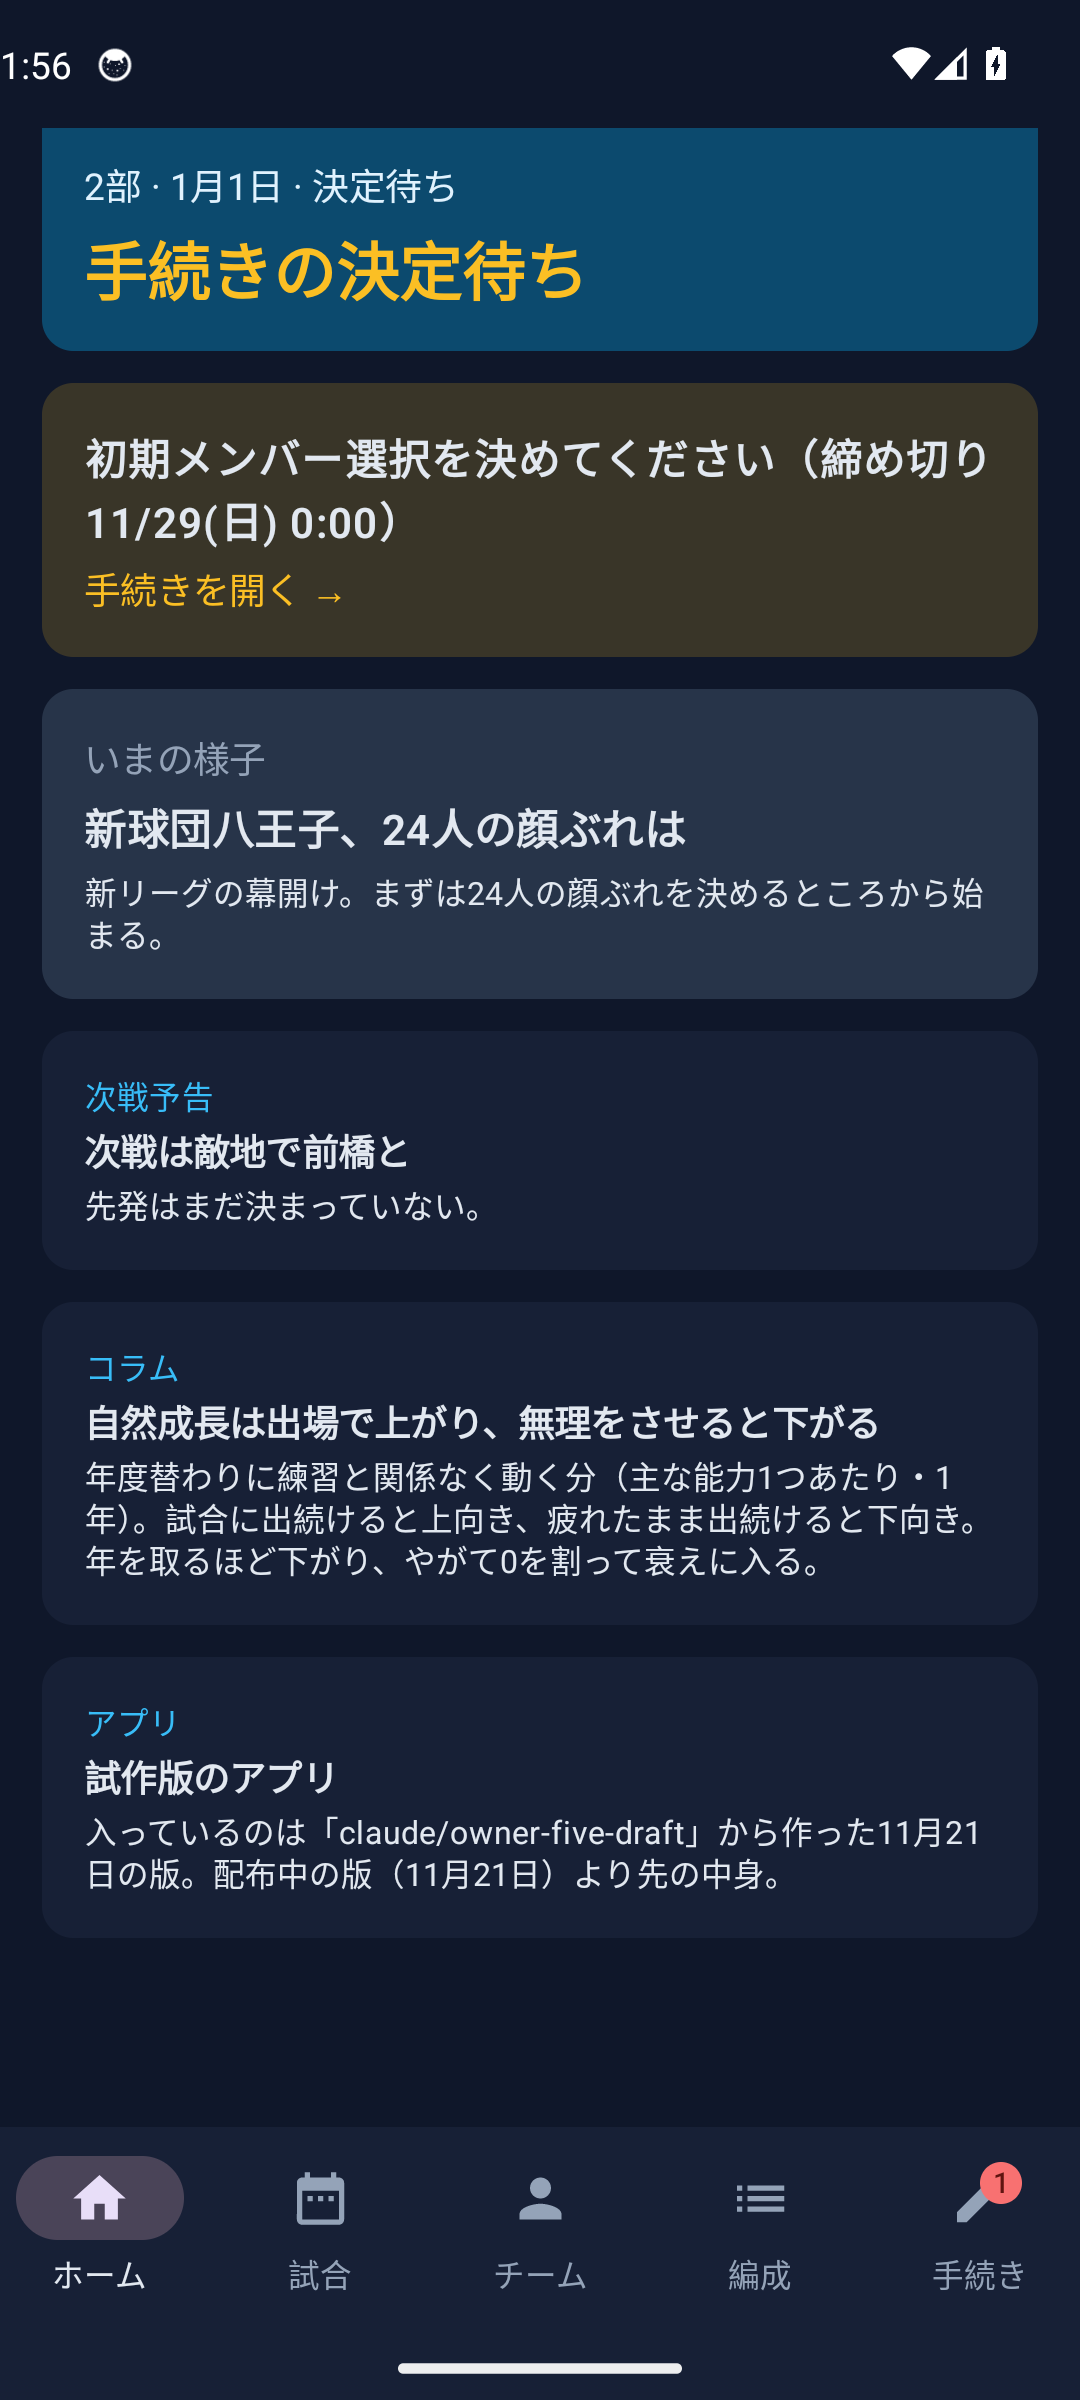 1:56
2部 · 1月1日 · 決定待ち
手続きの決定待ち
初期メンバー選択を決めてください（締め切り
11/29(日) 0:00）
手続きを開く →
いまの様子
新球団八王子、24人の顔ぶれは
新リーグの幕開け。まずは24人の顔ぶれを決めるところから始
まる。
次戦予告
次戦は敵地で前橋と
先発はまだ決まっていない。
コラム
自然成長は出場で上がり、無理をさせると下がる
年度替わりに練習と関係なく動く分（主な能力1つあたり・1
年）。試合に出続けると上向き、疲れたまま出続けると下向き。
年を取るほど下がり、やがて0を割って衰えに入る。
アプリ
試作版のアプリ
入っているのは「claude/owner-five-draft」から作った11月21
日の版。配布中の版（11月21日）より先の中身。
1
ホーム
試合
チーム
編成
手続き